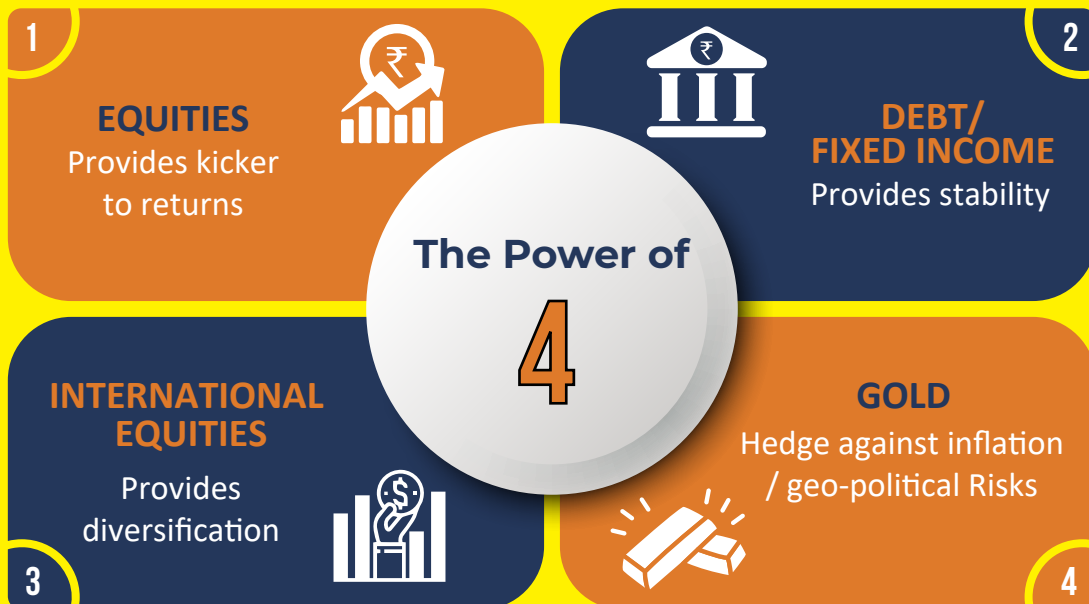 1
EQUITIES
Provides kicker
to returns
₹
2
₹
DEBT/
FIXED INCOME
Provides stability
The Power of
4
3
INTERNATIONAL
EQUITIES
Provides
diversification
$
4
GOLD
Hedge against inflation
/ geo-political Risks